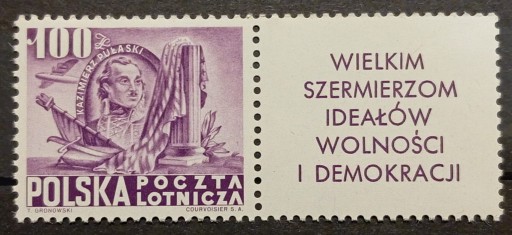 100 ZŁ
KAZIMIERZ PUŁASKI
POLSKA POCZTA LOTNICZA
T. GRONOWSKI
COURVOISIER S.A.
WIELKIM
SZERMIERZOM
IDEAŁÓW
WOLNOŚCI
I DEMOKRACJI